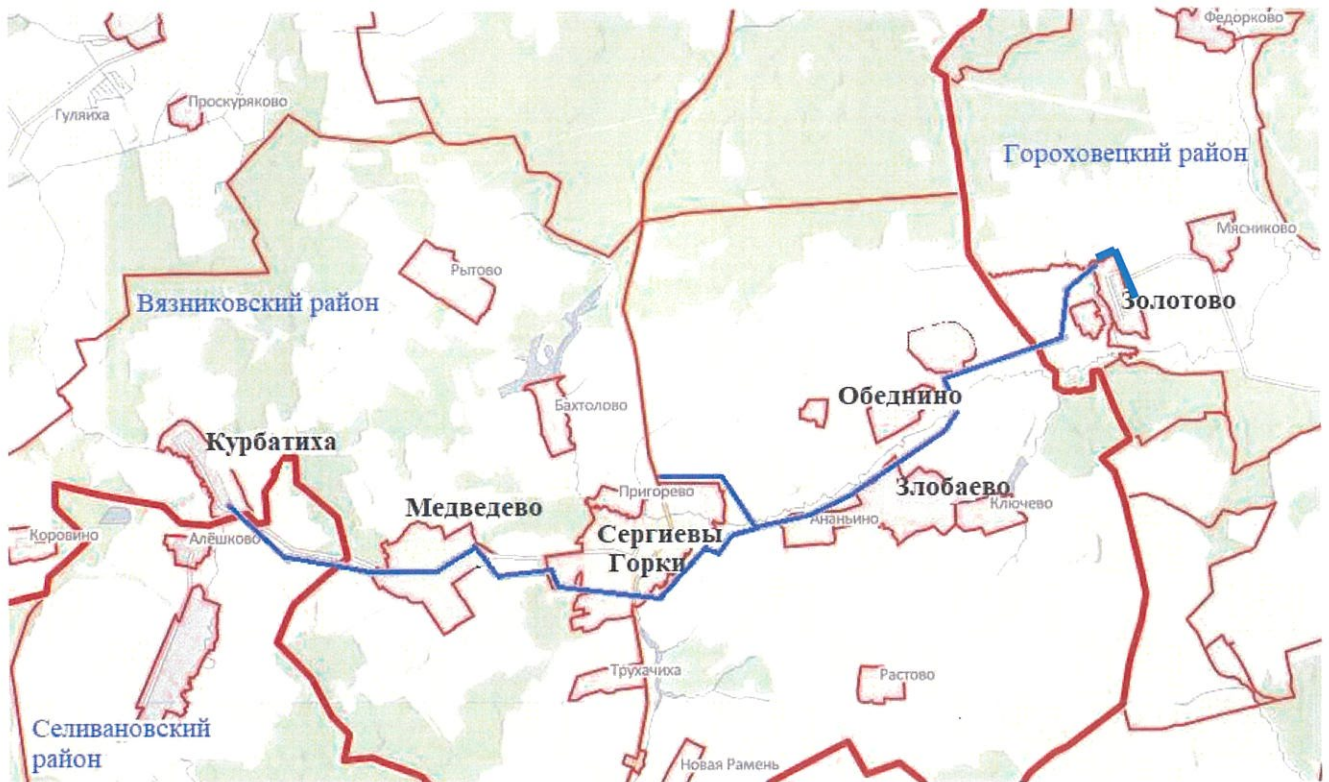 Федорково
Проскуряково
Гуляиха
Гороховецкий район
Мясниково
Рытово
Вязниковский район
Золотово
Обеднино
Бахтолово
Курбатиха
Злобаево
Пригорево
Ключево
Медведево
Ананьино
Сергиевы
Горки
Коровино
Алёшково
Трухачиха
Растово
Селивановский
район
Новая Рамень